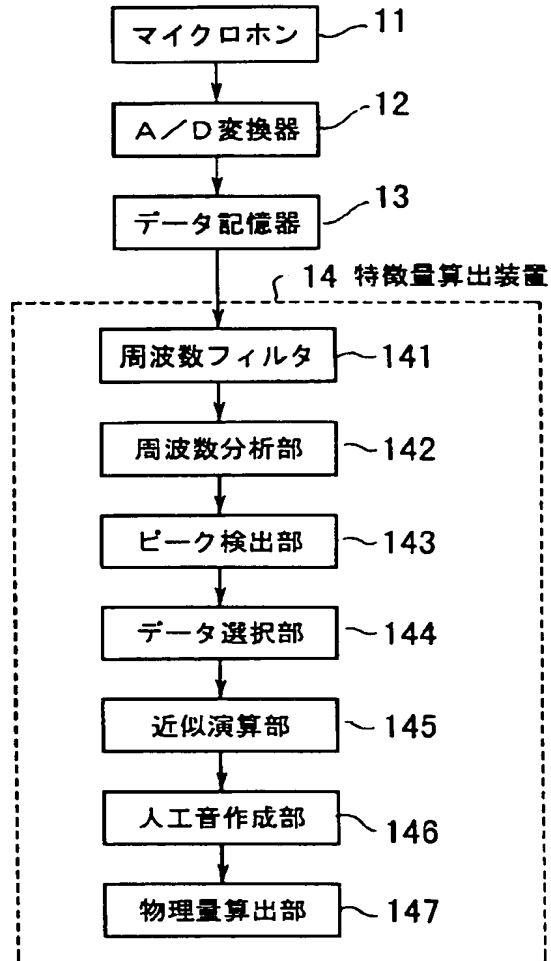 マイクロホン 11
A/D変換器 12
データ記憶器 13
14 特徴量算出装置
周波数フィルタ 141
周波数分析部 142
ピーク検出部 143
データ選択部 144
近似演算部 145
人工音作成部 146
物理量算出部 147